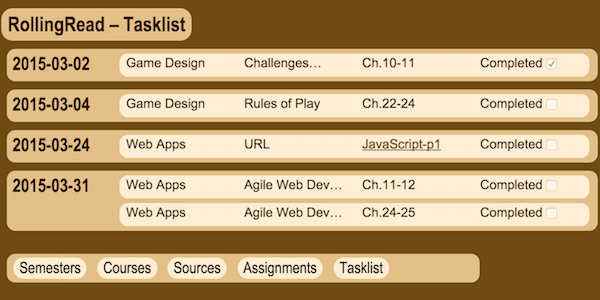 RollingRead – Tasklist
2015-03-02 Game Design Challenges… Ch.10-11 Completed
2015-03-04 Game Design Rules of Play Ch.22-24 Completed
2015-03-24 Web Apps URL JavaScript-p1 Completed
2015-03-31 Web Apps Agile Web Dev… Ch.11-12 Completed
Web Apps Agile Web Dev… Ch.24-25 Completed
Semesters Courses Sources Assignments Tasklist